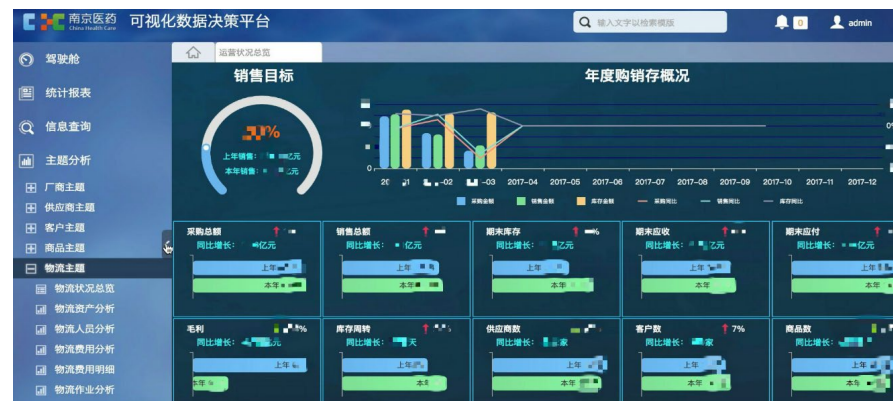 南京医药
China Health Care
可视化数据决策平台
输入文字以检索模版
0
admin
驾驶舱
统计报表
信息查询
主题分析
厂商主题
供应商主题
客户主题
商品主题
物流主题
物流状况总览
物流资产分析
物流人员分析
物流费用分析
物流费用明细
物流作业分析
运营状况总览
销售目标
%
上年销售: 亿元
本年销售: 亿元
年度购销存概况
0
0%
-02
-03
2017-04
2017-05
2017-06
2017-07
2017-08
2017-09
2017-10
2017-11
2017-12
采购金额
销售金额
库存金额
采购同比
销售同比
库存同比
采购总额
同比增长: 亿元
上年
本年
销售总额
同比增长: 亿元
上年
本年
期末库存
%
同比增长: 亿元
上年
本年
期末应收
同比增长: 亿元
上年
本年
期末应付
同比增长: 亿元
上年
本年
毛利
%
同比增长: 亿元
上年
本年
库存周转
同比增长: 天
上年
本
供应商数
同比增长: 家
上年
本年
客户数
7%
同比增长: 家
上年
本年
商品数
同比增长:
上年
本年